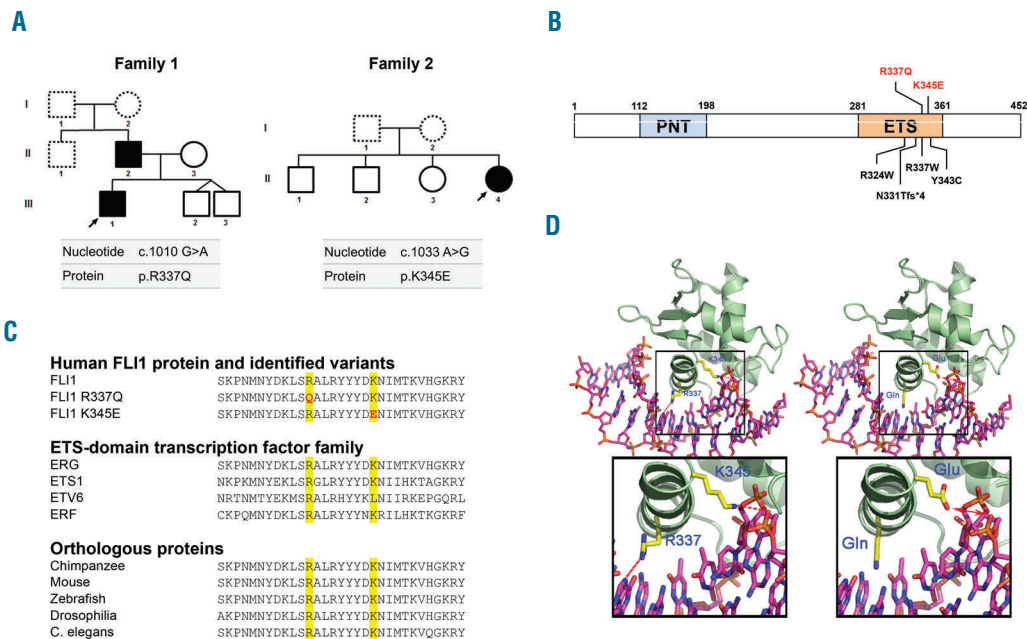 A
Family 1
I
1
2
II
1
2
3
III
1
2
3
Nucleotide c.1010 G>A
Protein p.R337Q
Family 2
I
1
2
II
1
2
3
4
Nucleotide c.1033 A>G
Protein p.K345E
B
R337Q
K345E
1 112 198 281 361 452
PNT ETS
R324W
N331Tfs*4
R337W
Y343C
C
Human FLI1 protein and identified variants
FLI1 SKPNMNYDKLSRALRYYYDKNIMTKVHGKRY
FLI1 R337Q SKPNMNYDKLSQALRYYYDKNIMTKVHGKRY
FLI1 K345E SKPNMNYDKLSRALRYYYDENIMTKVHGKRY
ETS-domain transcription factor family
ERG SKPNMNYEKLSRALRYYYDKNIMTKVHGKRY
ETS1 NKPKMNYEKLSRGLRYYYDKNIIHKTAGKRY
ETV6 NRTNMTYEKMSRALRHYYKLNIIRKEPGQRL
ERF CKPQMNYDKLSRALRYYYNKRILHKTKGKRF
Orthologous proteins
Chimpanzee SKPNMNYDKLSRALRYYYDKNIMTKVHGKRY
Mouse SKPNMNYDKLSRALRYYYDKNIMTKVHGKRY
Zebrafish SKPNMNYDKLSRALRYYYDKNIMTKVHGKRY
Drosophilia AKPNMNYDKLSRALRYYYDKNIMTKVHGKRY
C. elegans SKPNMNYDKLSRALRYYYDKNIMTKVQGKRY
D
K345
R337
Glu
Gln
K345
R337
Glu
Gln